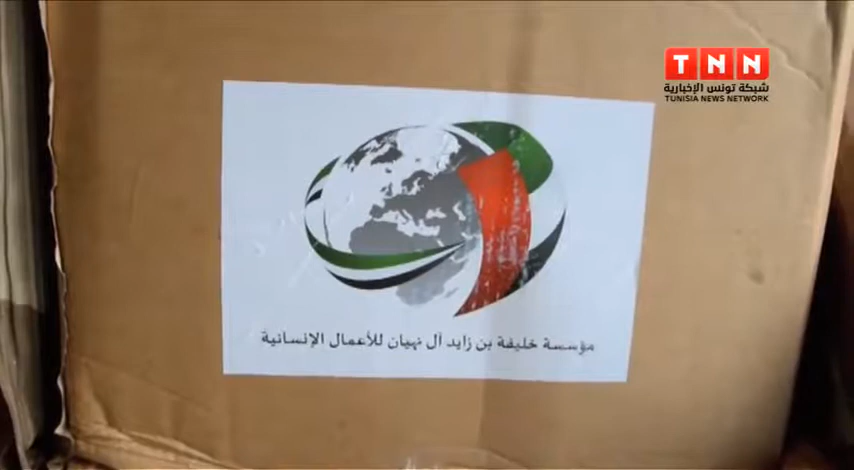 TNN
شبكة تونس الإخبارية
TUNISIA NEWS NETWORK
مؤسسة خليفة بن زايد آل نهيان للأعمال الإنسانية